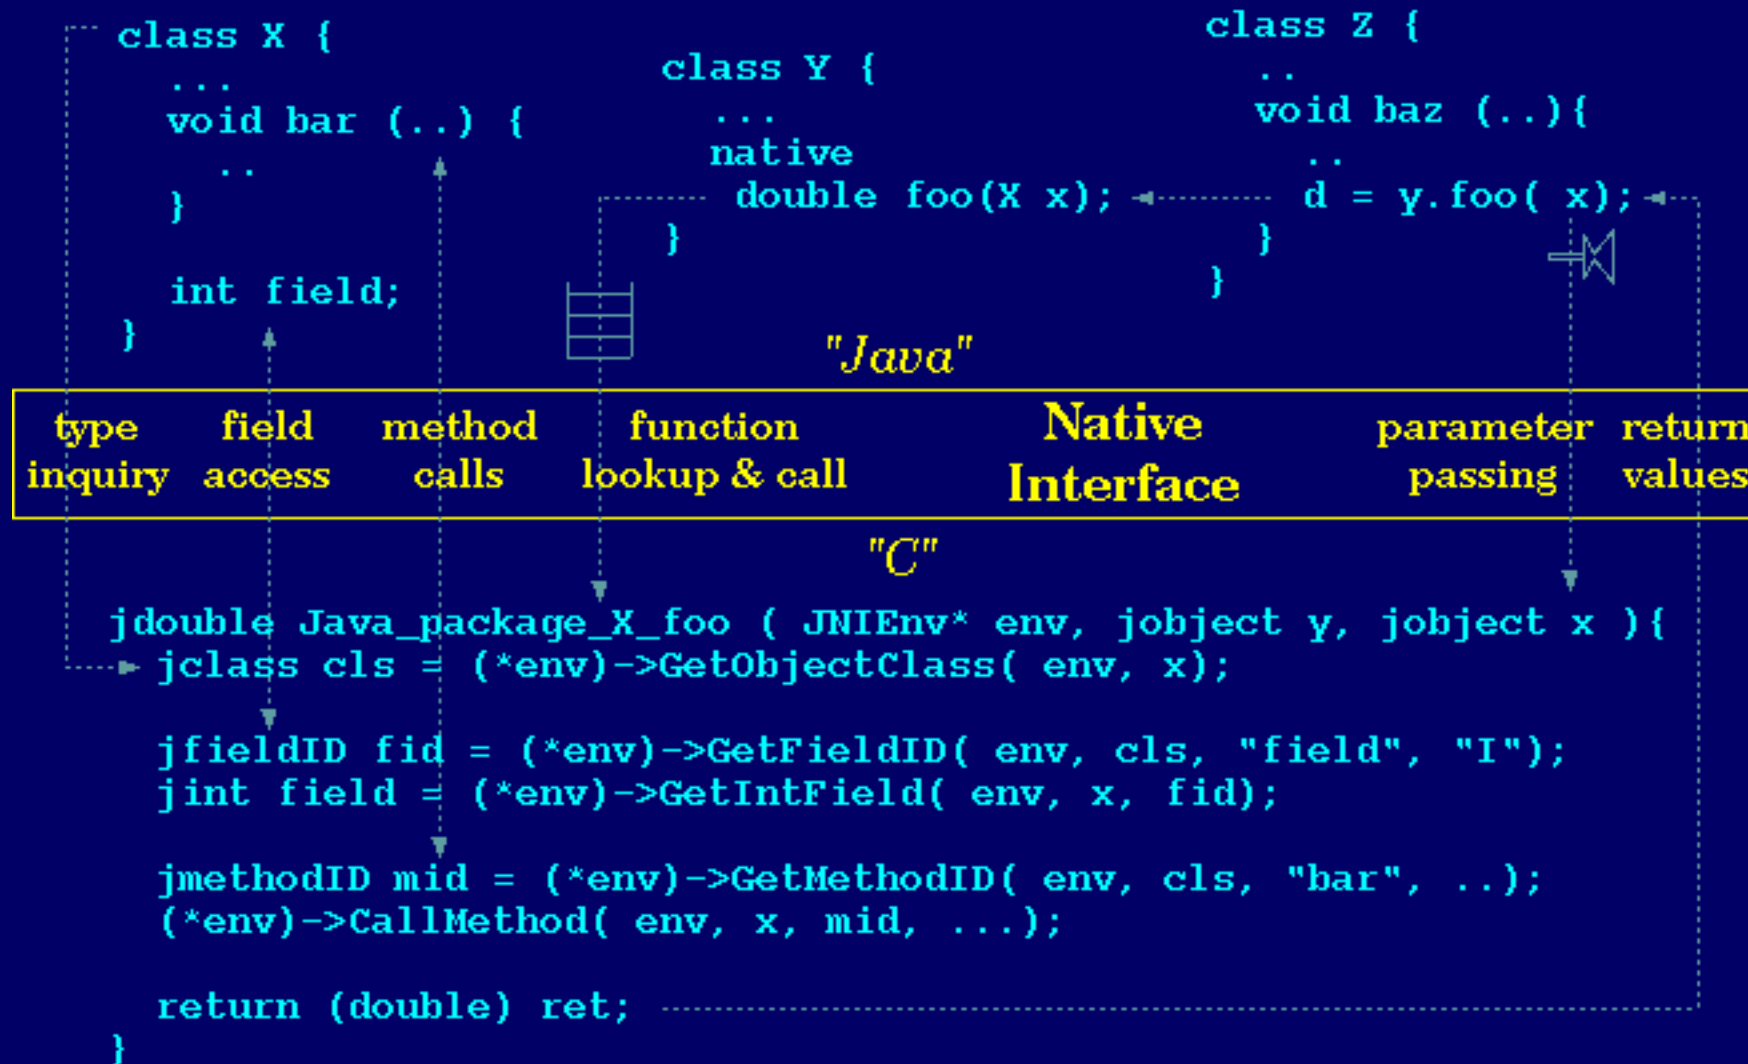 class X {
...
void bar (..) {
..
}
int field;
}
class Y {
...
native
double foo(X x);
}
class Z {
..
void baz (..){
..
d = y.foo( x);
}
}
"Java"
type
inquiry
field
access
method
calls
function
lookup & call
Native
Interface
parameter
passing
return
values
"C"
jdouble Java_package_X_foo ( JNIEnv* env, jobject y, jobject x ){
jclass cls = (*env)->GetObjectClass( env, x);
jfieldID fid = (*env)->GetFieldID( env, cls, "field", "I");
jint field = (*env)->GetIntField( env, x, fid);
jmethodID mid = (*env)->GetMethodID( env, cls, "bar", ..);
(*env)->CallMethod( env, x, mid, ...);
return (double) ret;
}